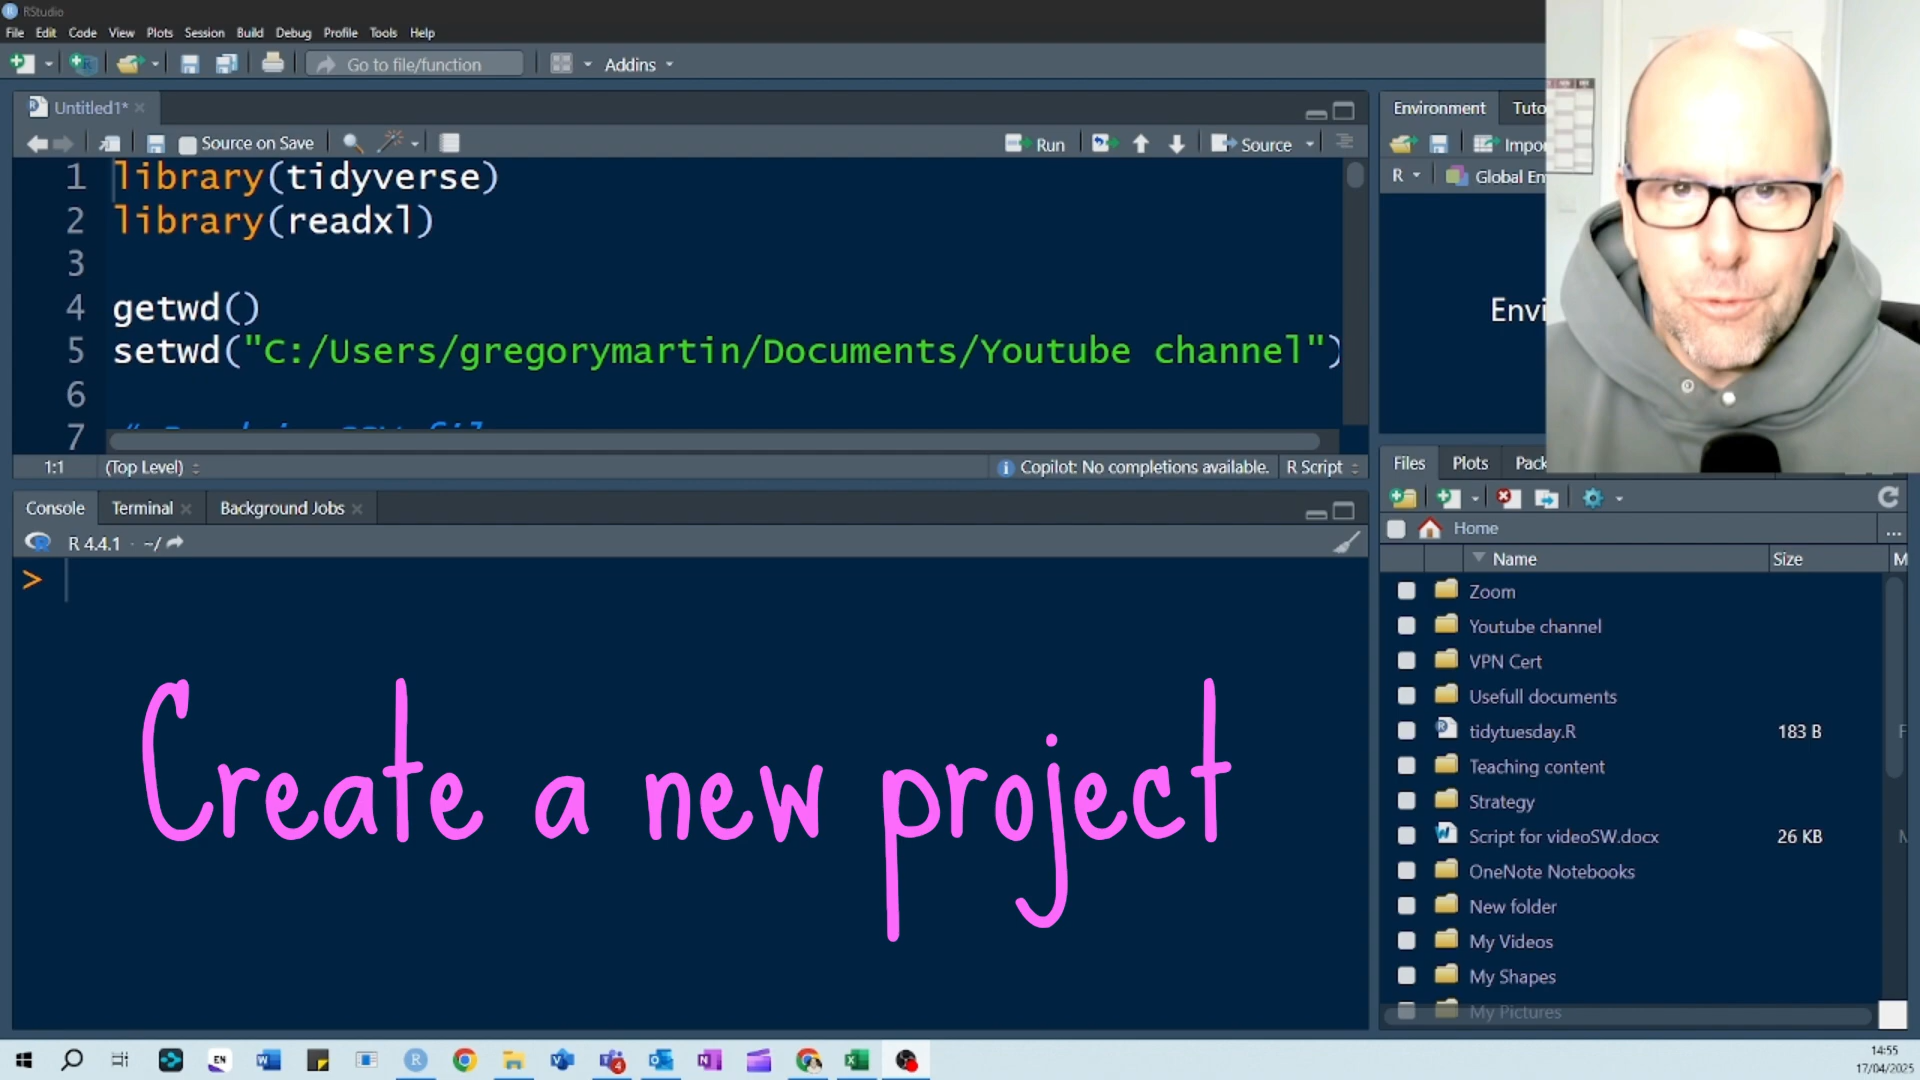 RStudio
File Edit Code View Plots Session Build Debug Profile Tools Help
Go to file/function Addins
Untitled1*
Source on Save Run Source
1 library(tidyverse)
2 library(readxl)
3
4 getwd()
5 setwd("C:/Users/gregorymartin/Documents/Youtube channel")
6
7
1:1 (Top Level) Copilot: No completions available. R Script
Console Terminal Background Jobs
R 4.4.1 · ~/
>
Create a new project
Environment Tuto
Impo
R Global En
Envi
Files Plots Pack
Home
Name Size M
Zoom
Youtube channel
VPN Cert
Usefull documents
tidytuesday.R 183 B F
Teaching content
Strategy
Script for videoSW.docx 26 KB M
OneNote Notebooks
New folder
My Videos
My Shapes
My Pictures
EN
4
14:55
17/04/2025